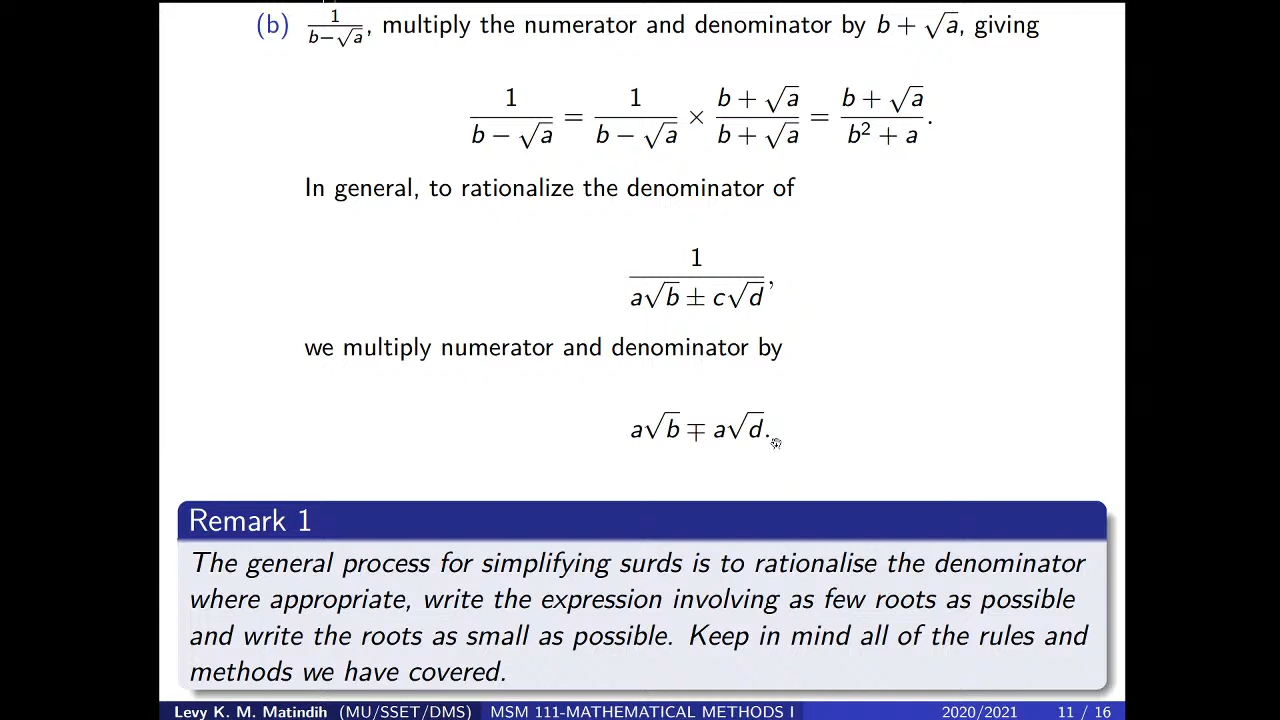 (b) 1/(b−√a), multiply the numerator and denominator by b + √a, giving
1/(b − √a) = 1/(b − √a) × (b + √a)/(b + √a) = (b + √a)/(b² + a).
In general, to rationalize the denominator of
1/(a√b ± c√d),
we multiply numerator and denominator by
a√b ∓ a√d.
Remark 1
The general process for simplifying surds is to rationalise the denominator
where appropriate, write the expression involving as few roots as possible
and write the roots as small as possible. Keep in mind all of the rules and
methods we have covered.
Levy K. M. Matindih (MU/SSET/DMS) MSM 111-MATHEMATICAL METHODS I 2020/2021 11 / 16